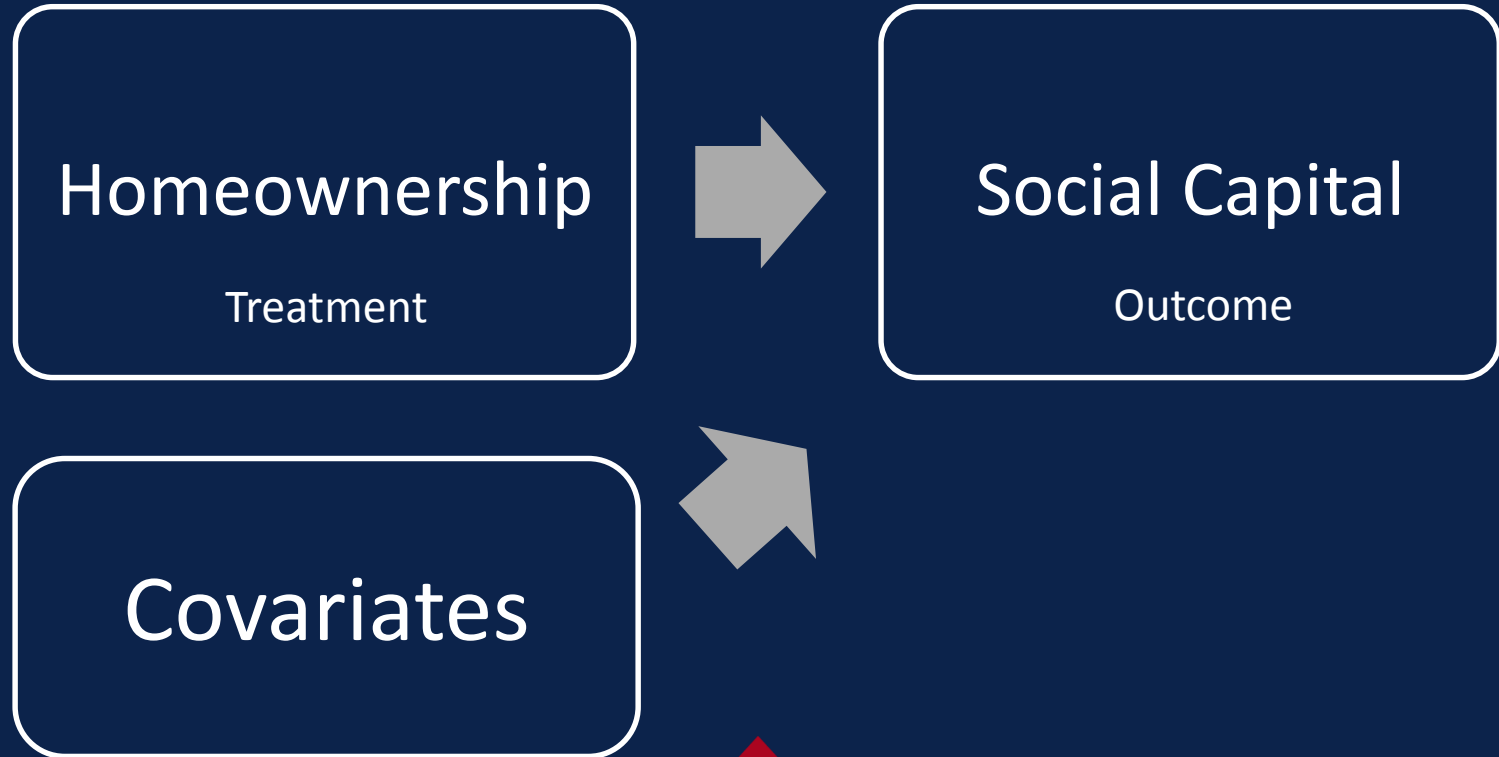 Homeownership
Treatment
Social Capital
Outcome
Covariates